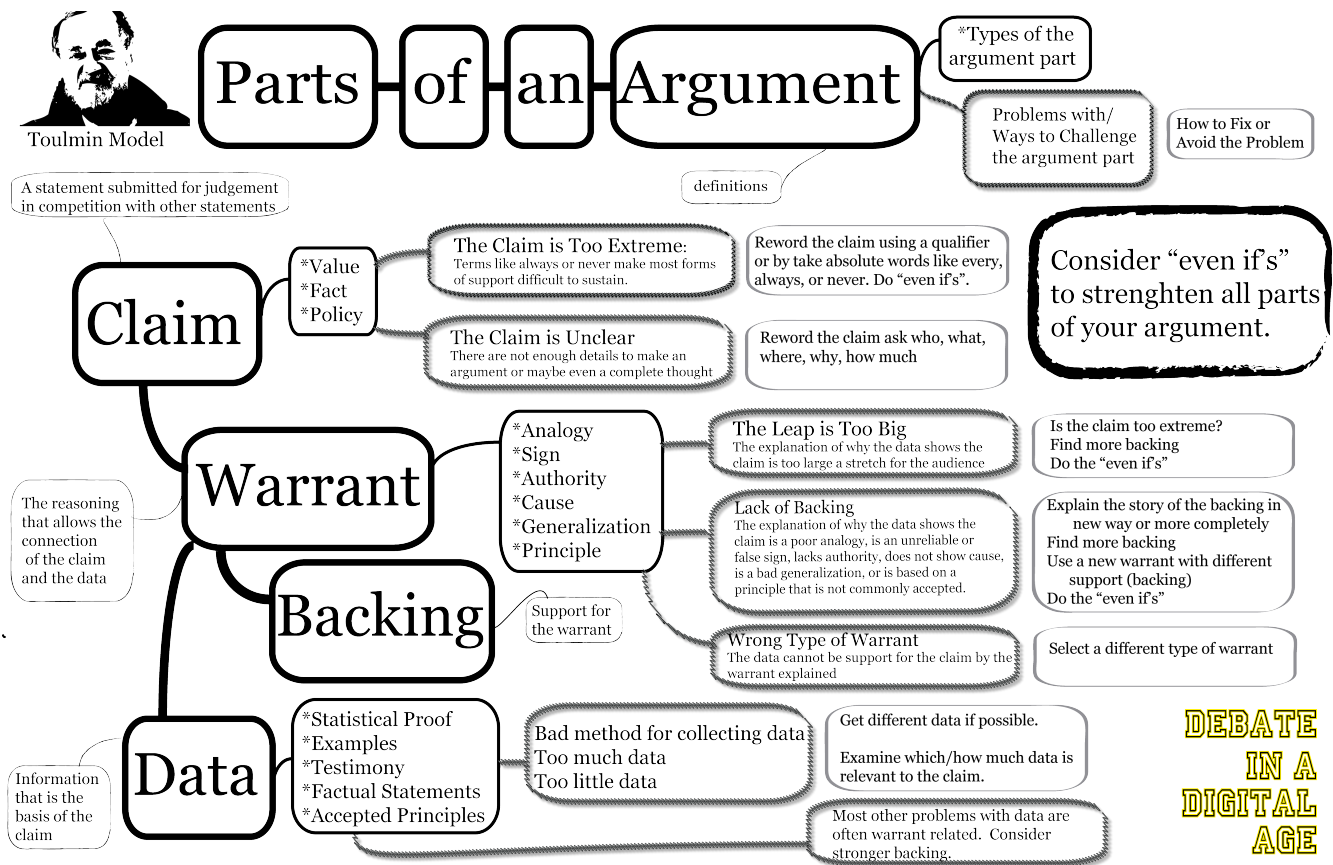 Parts of an Argument
Toulmin Model
*Types of the
argument part
Problems with/
Ways to Challenge
the argument part
How to Fix or
Avoid the Problem
definitions
A statement submitted for judgement
in competition with other statements
Claim
*Value
*Fact
*Policy
The Claim is Too Extreme:
Terms like always or never make most forms
of support difficult to sustain.
Reword the claim using a qualifier
or by take absolute words like every,
always, or never. Do “even if’s”.
The Claim is Unclear
There are not enough details to make an
argument or maybe even a complete thought
Reword the claim ask who, what,
where, why, how much
Consider “even if’s”
to strenghten all parts
of your argument.
Warrant
The reasoning
that allows the
connection
of the claim
and the data
*Analogy
*Sign
*Authority
*Cause
*Generalization
*Principle
The Leap is Too Big
The explanation of why the data shows the
claim is too large a stretch for the audience
Is the claim too extreme?
Find more backing
Do the “even if’s”
Lack of Backing
The explanation of why the data shows the
claim is a poor analogy, is an unreliable or
false sign, lacks authority, does not show cause,
is a bad generalization, or is based on a
principle that is not commonly accepted.
Explain the story of the backing in
new way or more completely
Find more backing
Use a new warrant with different
support (backing)
Do the “even if’s”
Wrong Type of Warrant
The data cannot be support for the claim by the
warrant explained
Select a different type of warrant
Backing
Support for
the warrant
Data
Information
that is the
basis of the
claim
*Statistical Proof
*Examples
*Testimony
*Factual Statements
*Accepted Principles
Bad method for collecting data
Too much data
Too little data
Get different data if possible.
Examine which/how much data is
relevant to the claim.
Most other problems with data are
often warrant related. Consider
stronger backing.
DEBATE
IN A
DIGITAL
AGE